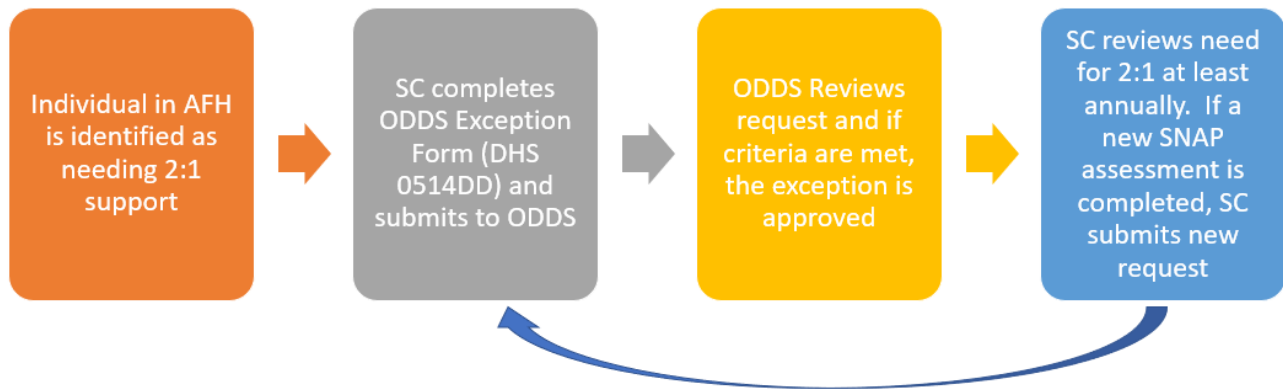 Individual in AFH
is identified as
needing 2:1
support
SC completes
ODDS Exception
Form (DHS
0514DD) and
submits to ODDS
ODDS Reviews
request and if
criteria are met,
the exception is
approved
SC reviews need
for 2:1 at least
annually.  If a
new SNAP
assessment is
completed, SC
submits new
request